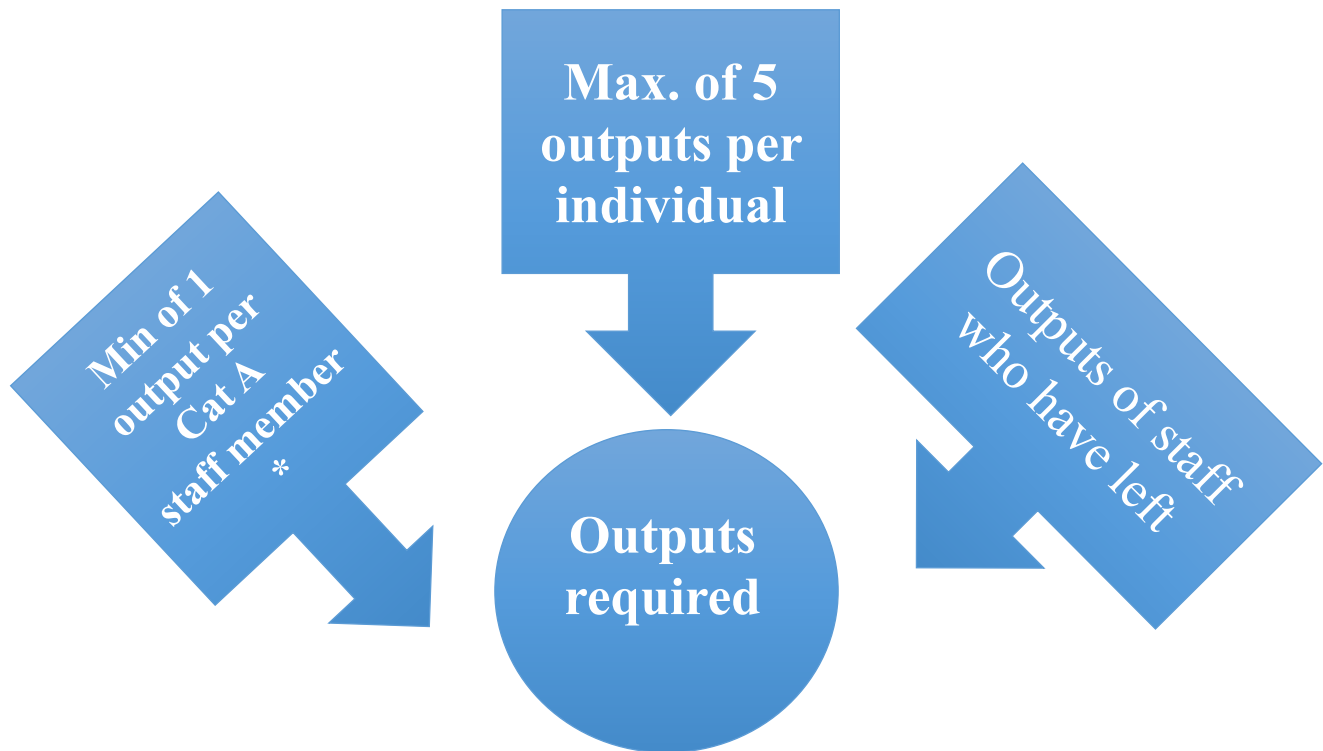 Max. of 5
outputs per
individual
Min of 1
output per
Cat A
staff member
*
Outputs of staff
who have left
Outputs
required